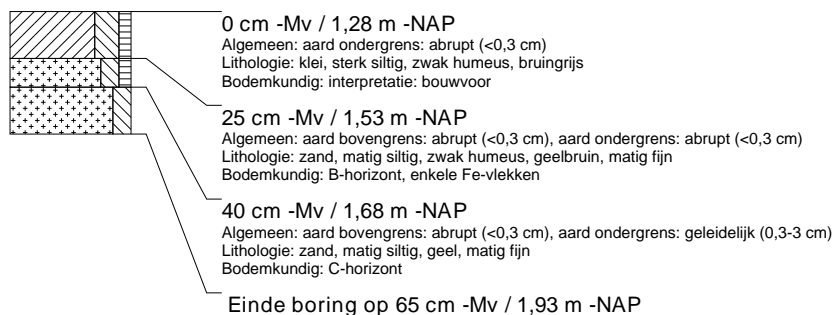 0 cm -Mv / 1,28 m -NAP
Algemeen: aard ondergrens: abrupt (<0,3 cm)
Lithologie: klei, sterk siltig, zwak humeus, bruingrijs
Bodemkundig: interpretatie: bouwvoor
25 cm -Mv / 1,53 m -NAP
Algemeen: aard bovengrens: abrupt (<0,3 cm), aard ondergrens: abrupt (<0,3 cm)
Lithologie: zand, matig siltig, zwak humeus, geelbruin, matig fijn
Bodemkundig: B-horizont, enkele Fe-vlekken
40 cm -Mv / 1,68 m -NAP
Algemeen: aard bovengrens: abrupt (<0,3 cm), aard ondergrens: geleidelijk (0,3-3 cm)
Lithologie: zand, matig siltig, geel, matig fijn
Bodemkundig: C-horizont
Einde boring op 65 cm -Mv / 1,93 m -NAP